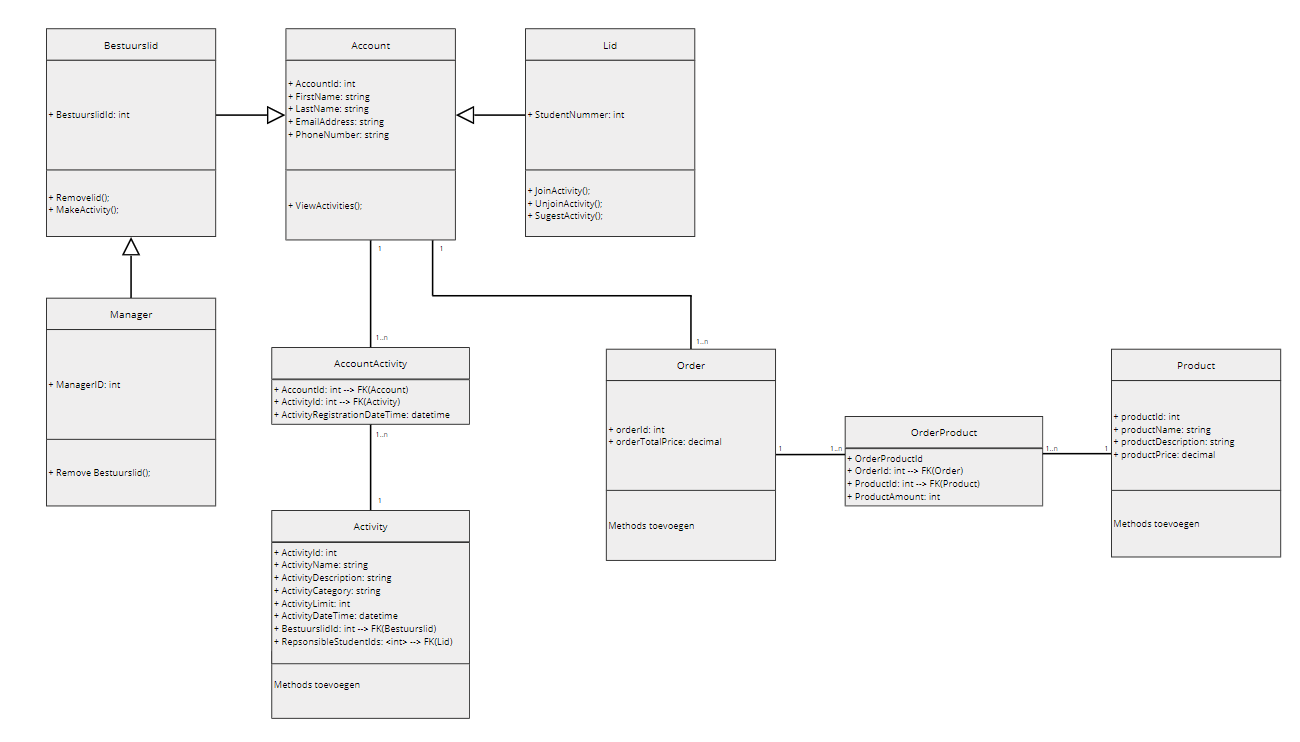 Bestuurslid
+ BestuurslidId: int
+ Removelid();
+ MakeActivity();
Account
+ AccountId: int
+ FirstName: string
+ LastName: string
+ EmailAddress: string
+ PhoneNumber: string
+ ViewActivities();
Lid
+ StudentNummer: int
+ JoinActivity();
+ UnjoinActivity();
+ SugestActivity();
1
1
Manager
+ ManagerID: int
+ Remove Bestuurslid();
1..n
1..n
AccountActivity
+ AccountId: int --> FK(Account)
+ ActivityId: int --> FK(Activity)
+ ActivityRegistrationDateTime: datetime
1..n
1
Activity
+ ActivityId: int
+ ActivityName: string
+ ActivityDescription: string
+ ActivityCategory: string
+ ActivityLimit: int
+ ActivityDateTime: datetime
+ BestuurslidId: int --> FK(Bestuurslid)
+ RepsonsibleStudentIds: <int> --> FK(Lid)
Methods toevoegen
Order
+ orderId: int
+ orderTotalPrice: decimal
Methods toevoegen
1
1..n
OrderProduct
+ OrderProductId
+ OrderId: int --> FK(Order)
+ ProductId: int --> FK(Product)
+ ProductAmount: int
1..n
1
Product
+ productId: int
+ productName: string
+ productDescription: string
+ productPrice: decimal
Methods toevoegen